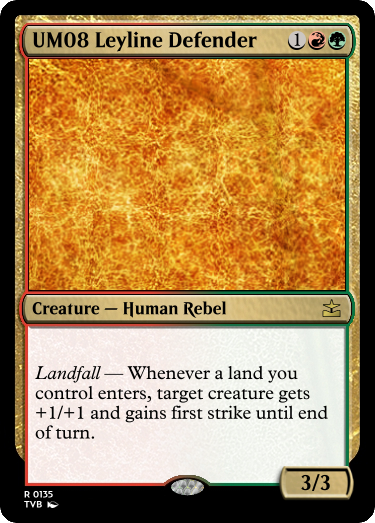 UM08 Leyline Defender 1
Creature — Human Rebel
Landfall — Whenever a land you
control enters, target creature gets
+1/+1 and gains first strike until end
of turn.
3/3
R 0135
TVB